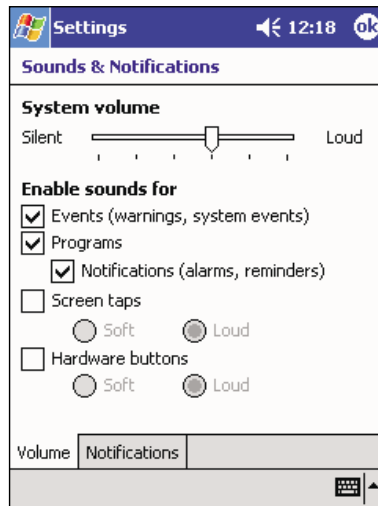 Settings 12:18 ok
Sounds & Notifications
System volume
Silent Loud
Enable sounds for
Events (warnings, system events)
Programs
Notifications (alarms, reminders)
Screen taps
Soft Loud
Hardware buttons
Soft Loud
Volume Notifications